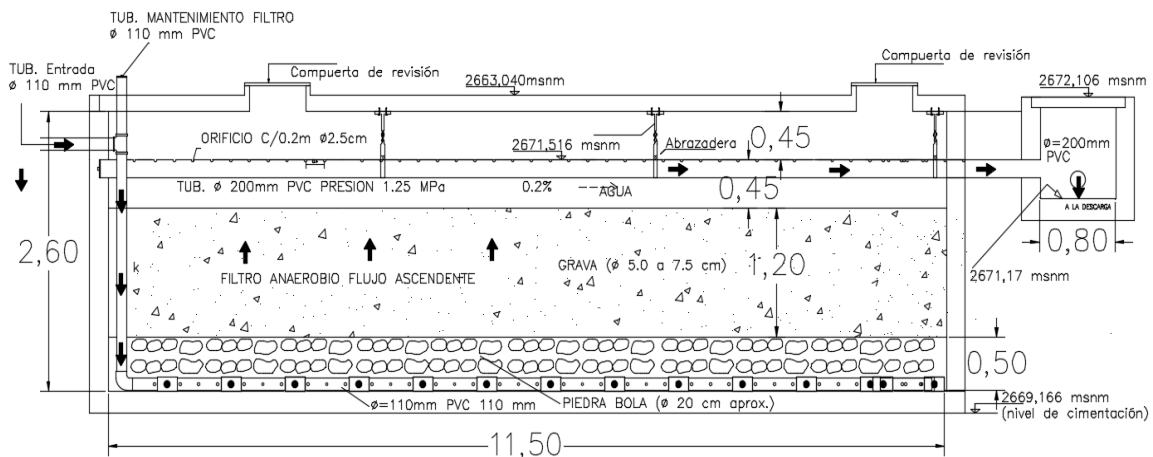 TUB. MANTENIMIENTO FILTRO
ø 110 mm PVC
TUB. Entrada
ø 110 mm PVC
Compuerta de revisión
2663,040msnm
Compuerta de revisión
2672,106 msnm
ORIFICIO C/0.2m ø2.5cm
2671,516 msnm
Abrazadera
0,45
ø=200mm
PVC
TUB. ø 200mm PVC PRESION 1.25 MPa
0.2%
AGUA
0,45
A LA DESCARGA
0,80
2,60
k
FILTRO ANAEROBIO FLUJO ASCENDENTE
GRAVA (ø 5.0 a 7.5 cm)
1,20
2671,17 msnm
0,50
ø=110mm PVC 110 mm
PIEDRA BOLA (ø 20 cm aprox.)
2669,166 msnm
(nivel de cimentación)
11,50